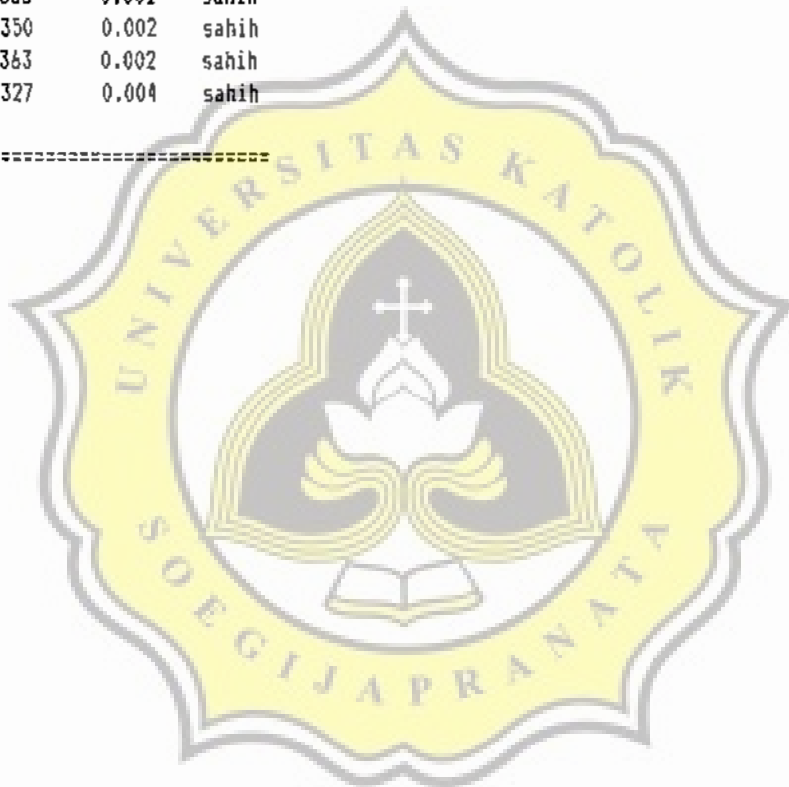 350 0.002 sahih
363 0.002 sahih
327 0.004 sahih
========================
UNIVERSITAS KATOLIK
SOEGIJAPRANATA